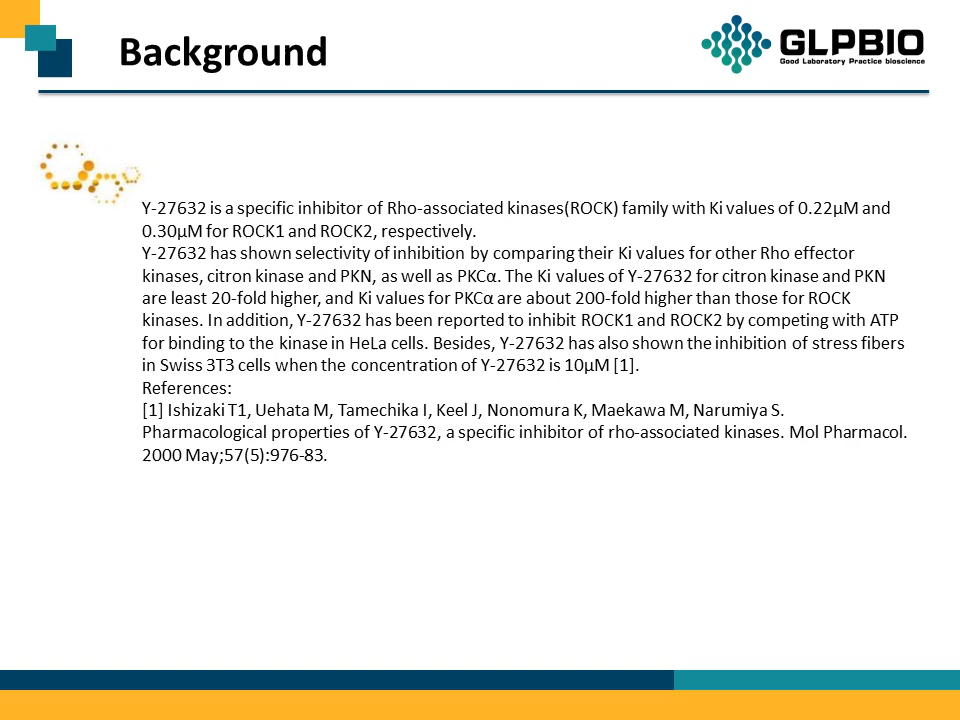 Background
GLPBIO
Good Laboratory Practice bioscience
Y-27632 is a specific inhibitor of Rho-associated kinases(ROCK) family with Ki values of 0.22μM and
0.30μM for ROCK1 and ROCK2, respectively.
Y-27632 has shown selectivity of inhibition by comparing their Ki values for other Rho effector
kinases, citron kinase and PKN, as well as PKCα. The Ki values of Y-27632 for citron kinase and PKN
are least 20-fold higher, and Ki values for PKCα are about 200-fold higher than those for ROCK
kinases. In addition, Y-27632 has been reported to inhibit ROCK1 and ROCK2 by competing with ATP
for binding to the kinase in HeLa cells. Besides, Y-27632 has also shown the inhibition of stress fibers
in Swiss 3T3 cells when the concentration of Y-27632 is 10μM [1].
References:
[1] Ishizaki T1, Uehata M, Tamechika I, Keel J, Nonomura K, Maekawa M, Narumiya S.
Pharmacological properties of Y-27632, a specific inhibitor of rho-associated kinases. Mol Pharmacol.
2000 May;57(5):976-83.